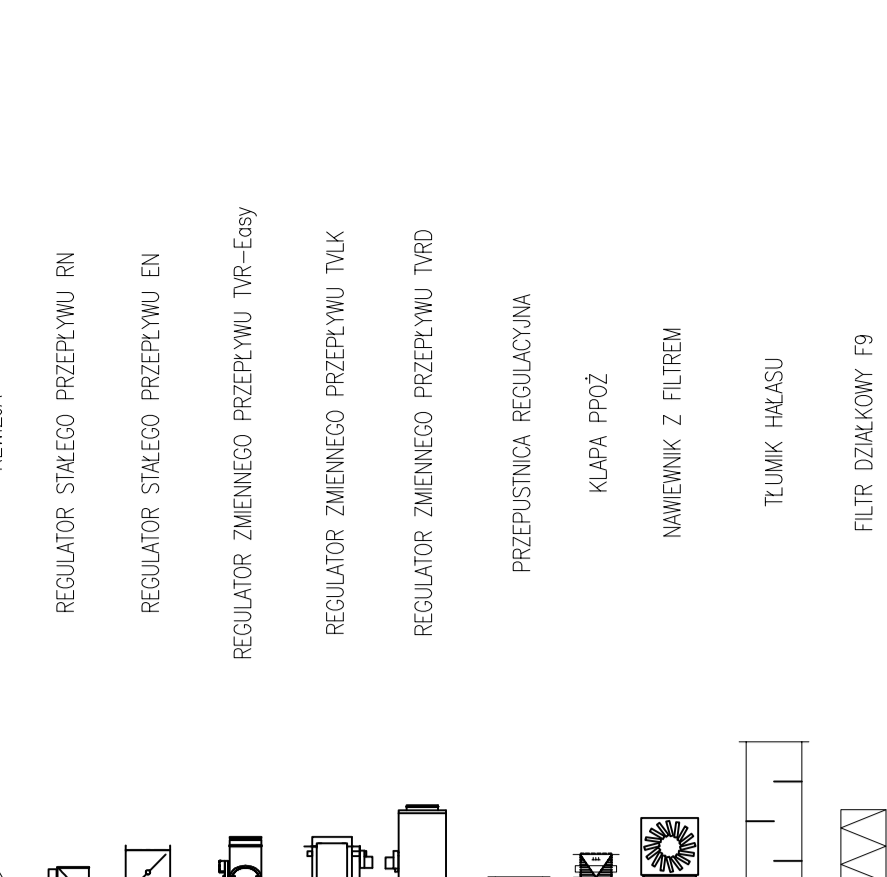 REGULATOR STAŁEGO PRZEPŁYWU RN
REGULATOR STAŁEGO PRZEPŁYWU EN
REGULATOR ZMIENNEGO PRZEPŁYWU TVR-Easy
REGULATOR ZMIENNEGO PRZEPŁYWU TVLK
REGULATOR ZMIENNEGO PRZEPŁYWU TVRD
PRZEPUSTNICA REGULACYJNA
KLAPA PPOŻ
NAWIEWNIK Z FILTREM
TŁUMIK HAŁASU
FILTR DZIAŁKOWY F9